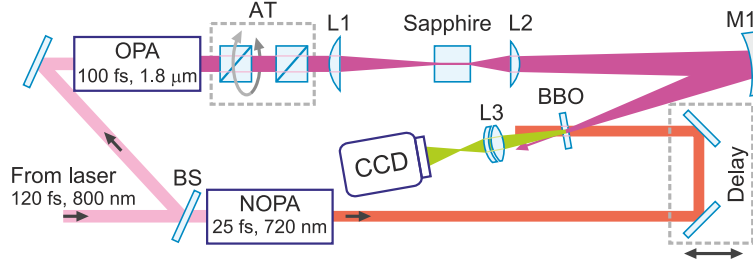 AT
L1
Sapphire
L2
M1
OPA
100 fs, 1.8 μm
BBO
L3
CCD
Delay
From laser
120 fs, 800 nm
BS
NOPA
25 fs, 720 nm